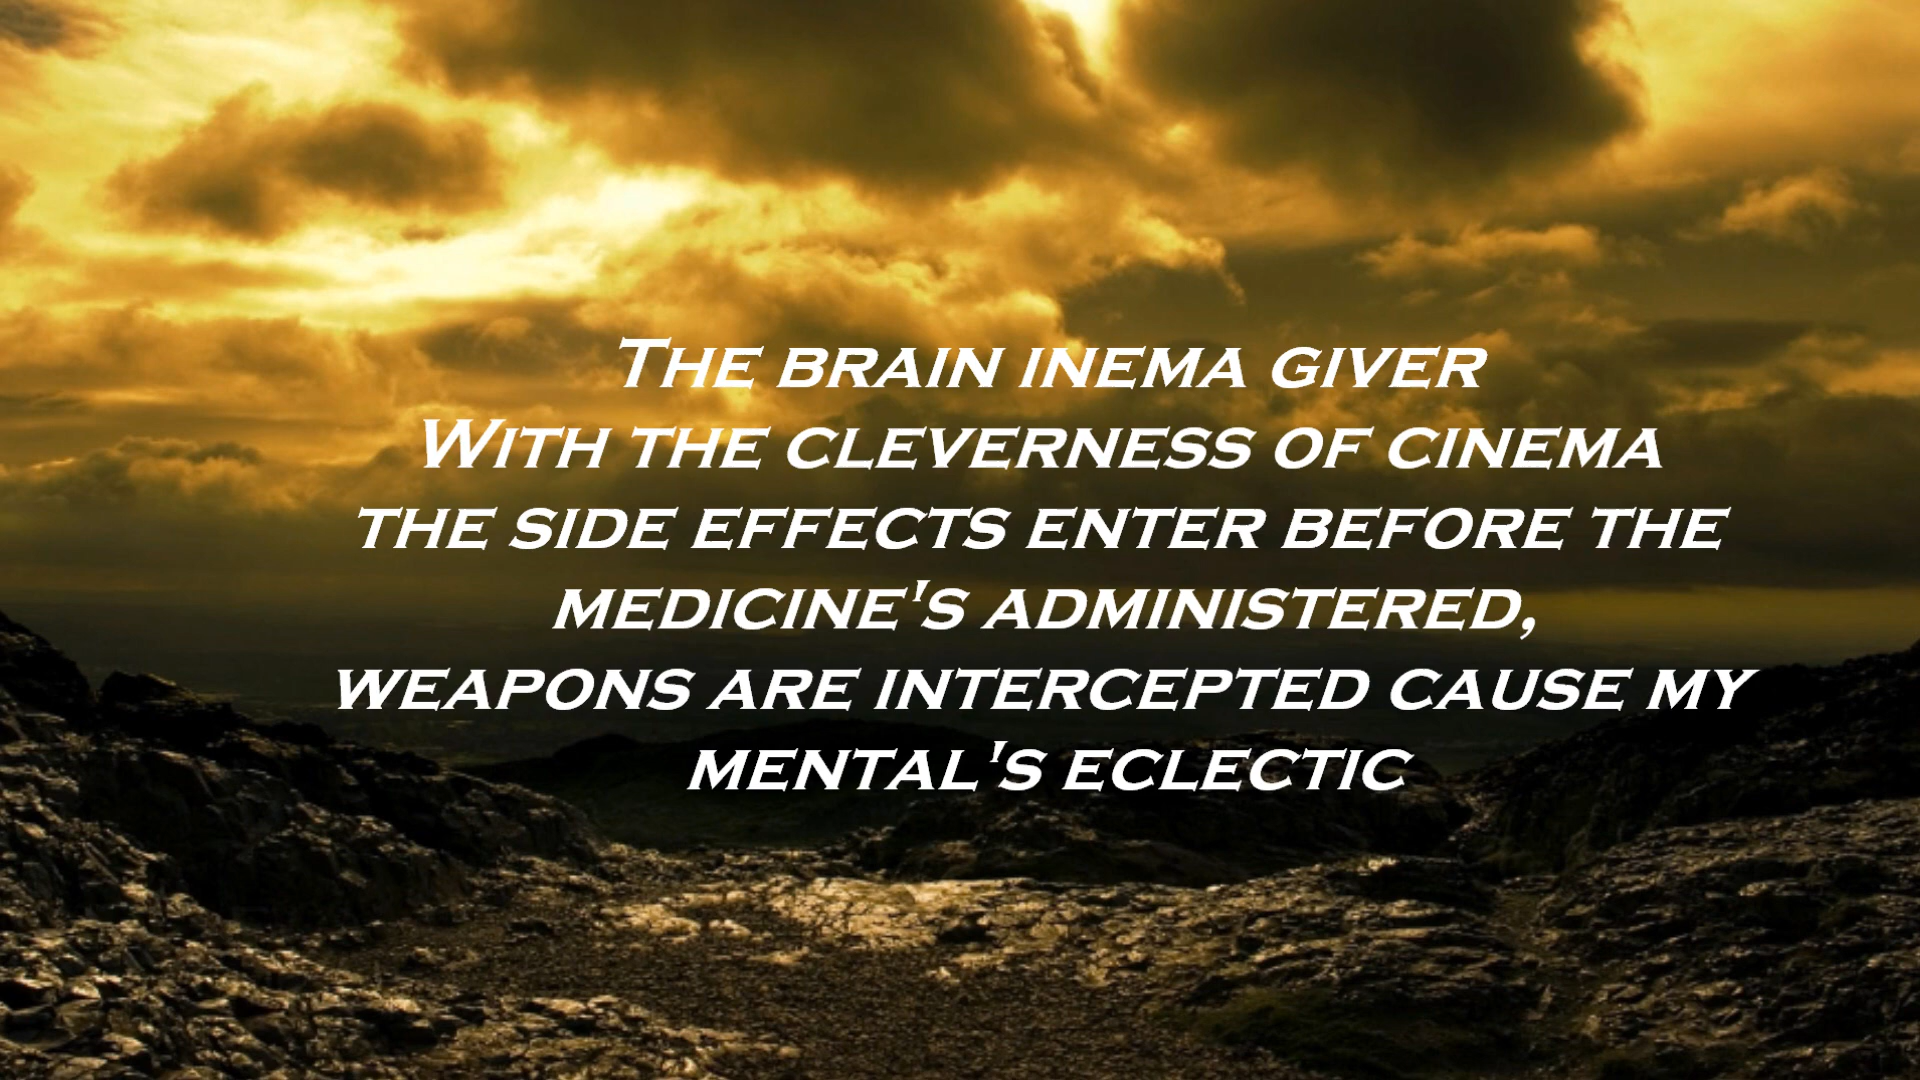 The brain inema giver
With the cleverness of cinema
the side effects enter before the
medicine's administered,
weapons are intercepted cause my
mental's eclectic